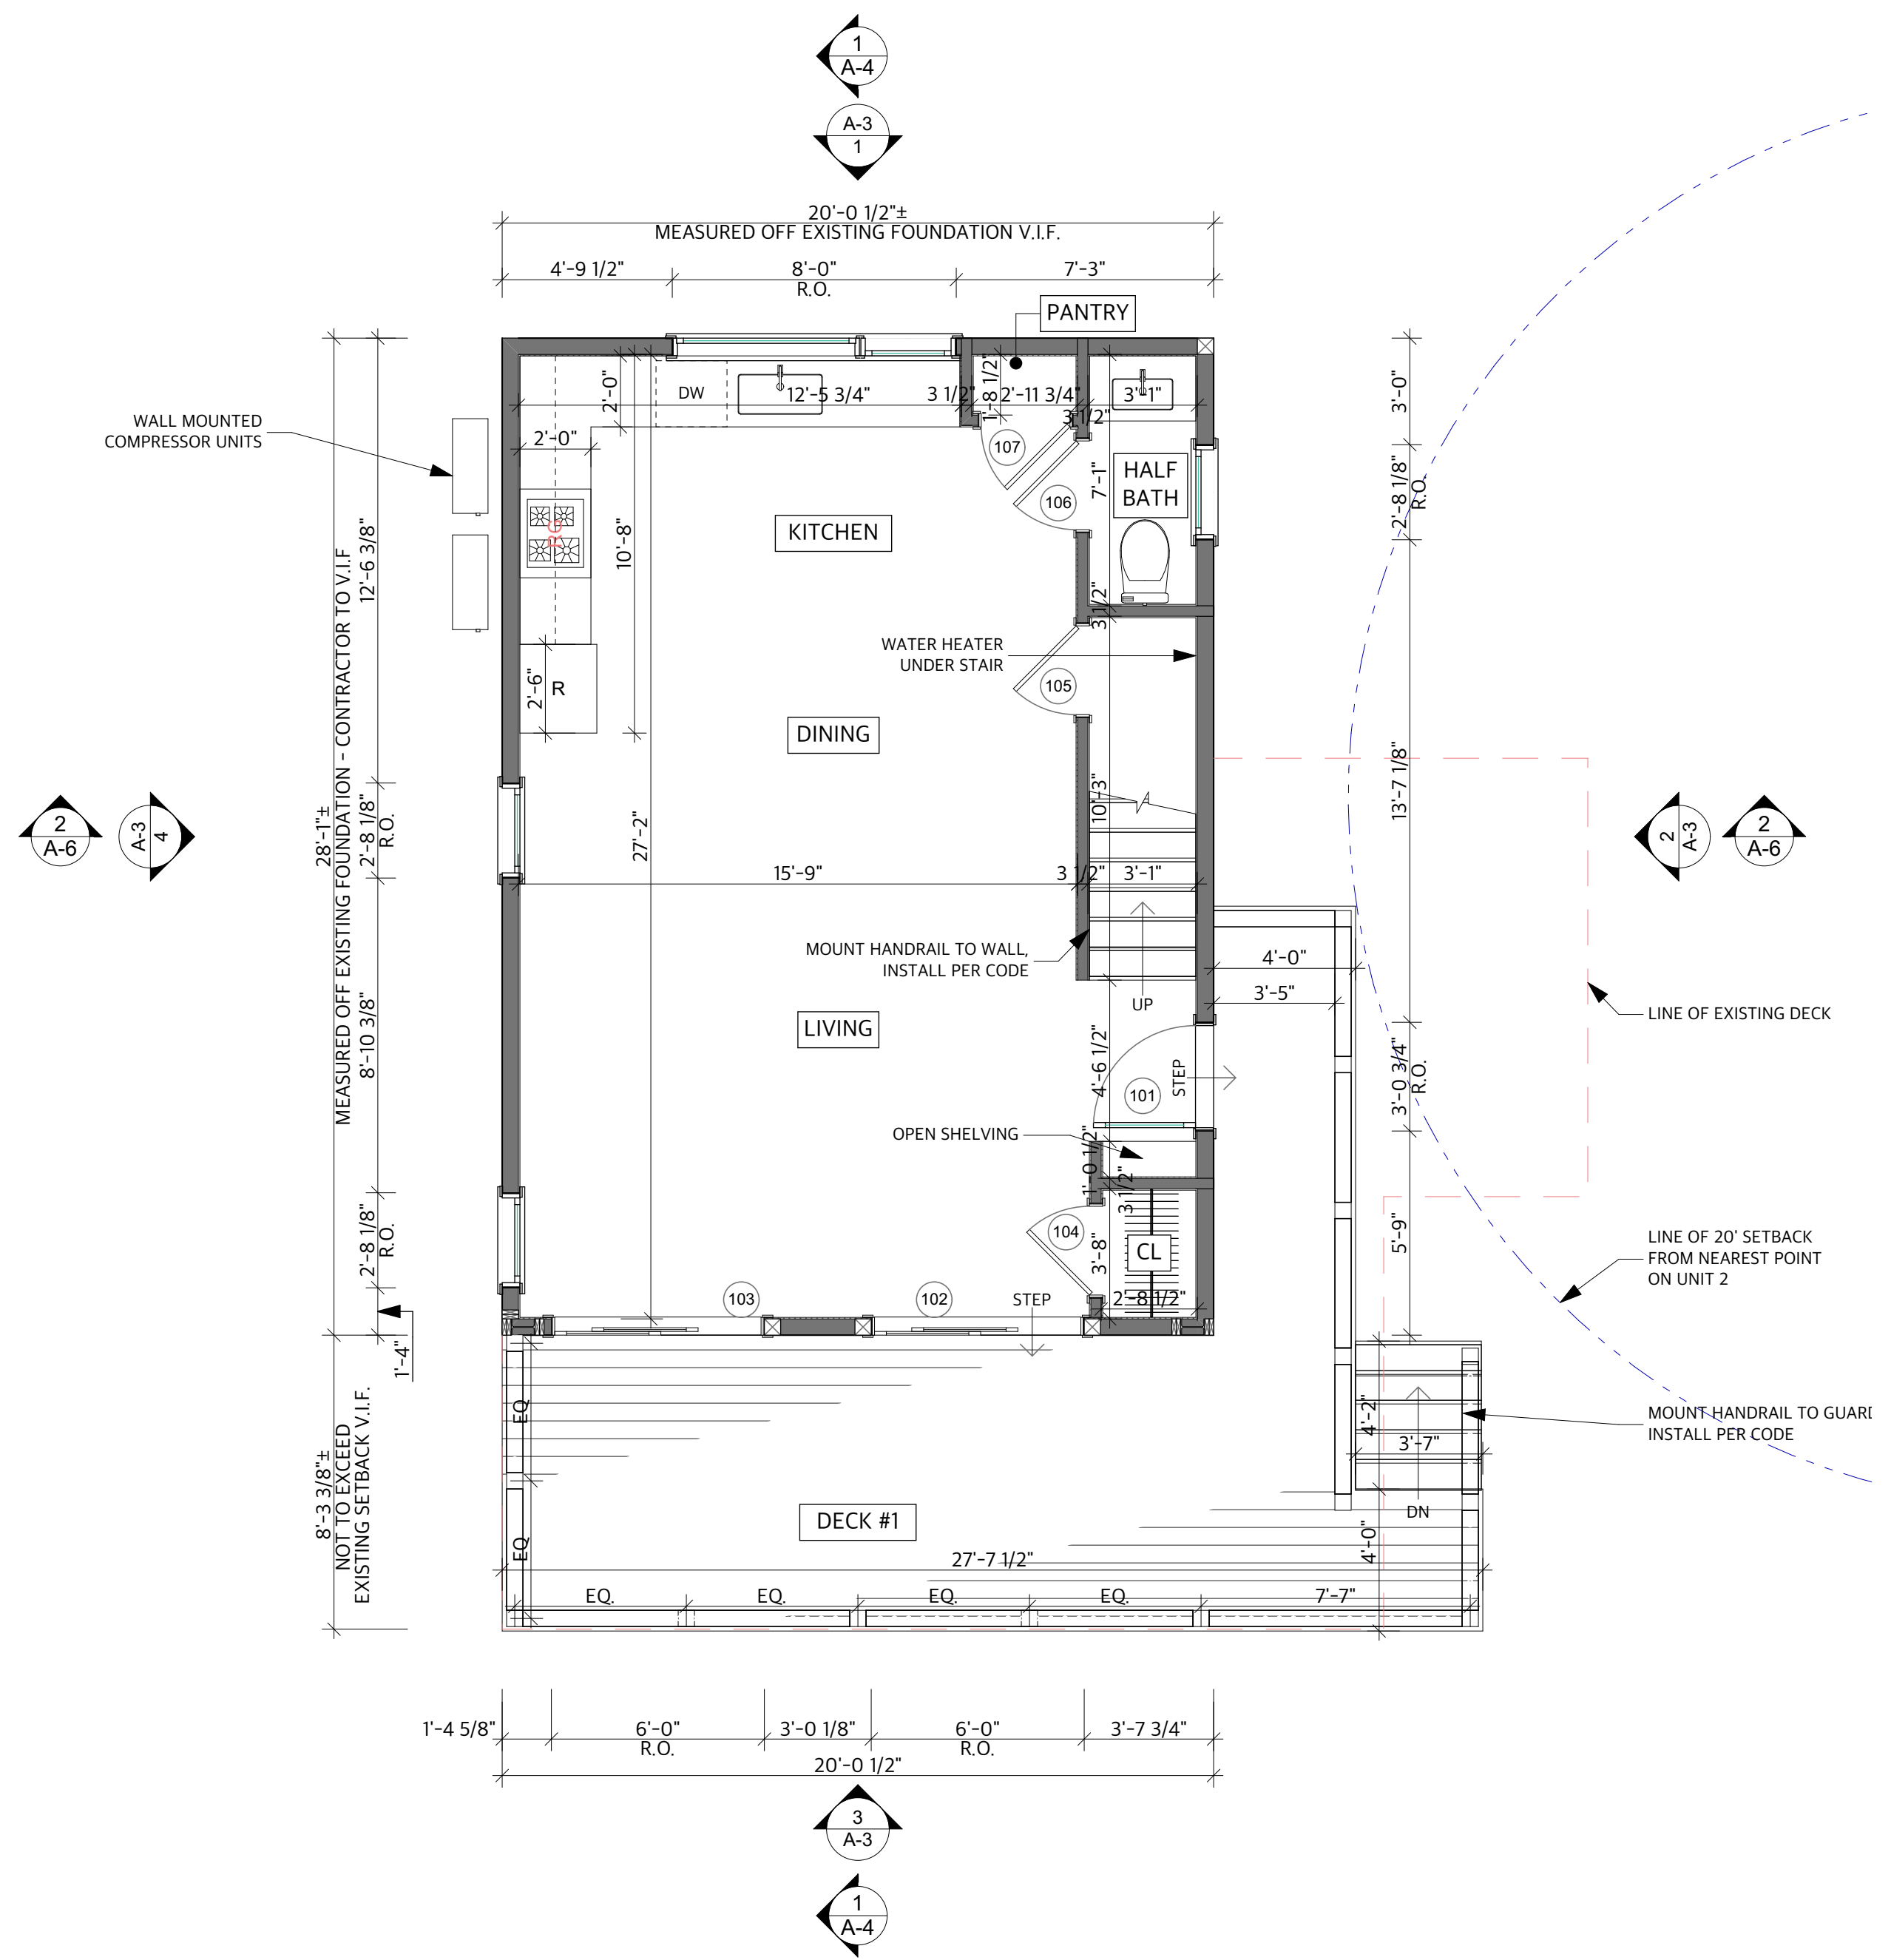 1
A-4
A-3
1
20'-0 1/2"±
MEASURED OFF EXISTING FOUNDATION V.I.F.
4'-9 1/2"
8'-0"
R.O.
7'-3"
PANTRY
WALL MOUNTED
COMPRESSOR UNITS
2'-0"
DW
12'-5 3/4"
3 1/2"
1'-8 1/2"
2'-11 3/4"
3 1/2"
3'-1"
2'-0"
107
106
7'-1"
HALF
BATH
3'-0"
2'-8 1/8"
R.O.
RG
KITCHEN
10'-8"
12'-6 3/8"
3 1/2"
WATER HEATER
UNDER STAIR
105
2'-6"
R
DINING
28'-1"±
MEASURED OFF EXISTING FOUNDATION - CONTRACTOR TO V.I.F
2'-8 1/8"
R.O.
27'-2"
10'-3"
13'-7 1/8"
2
A-6
A-3
4
2
A-3
2
A-6
15'-9"
3 1/2"
3'-1"
MOUNT HANDRAIL TO WALL,
INSTALL PER CODE
4'-0"
3'-5"
UP
LINE OF EXISTING DECK
LIVING
8'-10 3/8"
4'-6 1/2"
STEP
101
3'-0 3/4"
R.O.
OPEN SHELVING
1'-0 1/2"
3 1/2"
104
CL
3'-8"
5'-9"
2'-8 1/8"
R.O.
LINE OF 20' SETBACK
FROM NEAREST POINT
ON UNIT 2
103
102
STEP
2'-8 1/2"
1'-4"
8'-3 3/8"±
NOT TO EXCEED
EXISTING SETBACK V.I.F.
EQ
EQ
4'-2"
3'-7"
MOUNT HANDRAIL TO GUARD
INSTALL PER CODE
DN
DECK #1
4'-0"
27'-7 1/2"
EQ.
EQ.
EQ.
EQ.
7'-7"
1'-4 5/8"
6'-0"
R.O.
3'-0 1/8"
6'-0"
R.O.
3'-7 3/4"
20'-0 1/2"
3
A-3
1
A-4